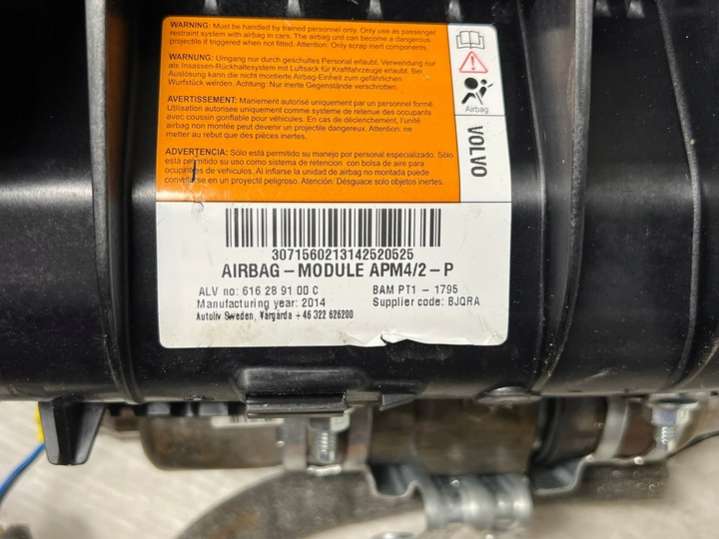 WARNING: Must be handled by trained personnel only. Only use as passenger
restraint system with airbag in cars. The airbag unit can become a dangerous
projectile if triggered when not fitted. Attention: Only scrap inert components.
WARNUNG: Umgang nur durch geschultes Personal erlaubt. Verwendung nur
als Insassen-Rückhaltesystem mit Luftsack für Kraftfahrzeuge erlaubt. Bei
Auslösung kann die nicht montierte Airbag-Einheit zum gefährlichen
Wurfstück werden. Achtung: Nur inerte Gegenstände verschrotten.
AVERTISSEMENT: Maniement autorisé uniquement par un personnel formé.
Utilisation autorisée uniquement comme système de retenue des occupants
avec coussin gonflable pour véhicules. En cas de déclenchement, l'unité
airbag non montée peut devenir un projectile dangereux. Attention: ne
mettre au rebut que des pièces inertes.
ADVERTENCIA: Sólo está permitido su manejo por personal especializado. Sólo
está permitido su uso como sistema de retencion con bolsa de aire para
ocupantes de vehiculos. Al inflarse la unidad de airbag no montada puede
convertirse en un proyectil peligroso. Atención: Desguace solo objetos inertes.
Airbag
VOLVO
3071560213142520525
AIRBAG - MODULE APM4/2 - P
ALV no: 616 28 91 00 C
BAM PT1 - 1795
Manufacturing year: 2014
Supplier code: BJQRA
Autoliv Sweden, Vårgårda +46 322 626200